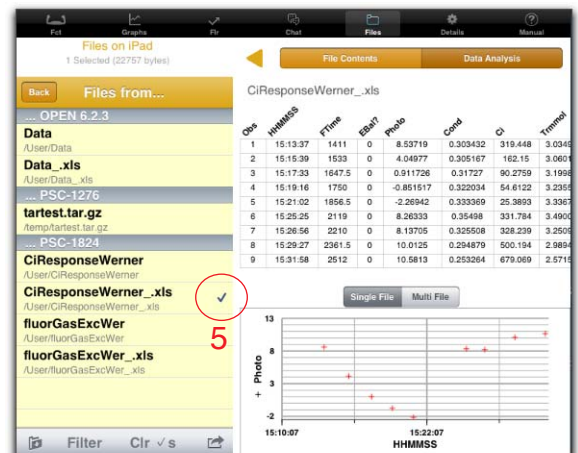 Fct Graphs Flr Chat Files Details Manual
Files on iPad
1 Selected (22757 bytes)
Back Files from...
... OPEN 6.2.3
Data
/User/Data
Data_.xls
/User/Data_.xls
... PSC-1276
tartest.tar.gz
/temp/tartest.tar.gz
... PSC-1824
CiResponseWerner
/User/CiResponseWerner
CiResponseWerner_.xls ✓
/User/CiResponseWerner_.xls
5
fluorGasExcWer
/User/fluorGasExcWer
fluorGasExcWer_.xls
/User/fluorGasExcWer_.xls
Filter Clr ✓ s
File Contents Data Analysis
CiResponseWerner_.xls
Obs HHMMSS FTime EBal? Photo Cond Ci Trmmol
1 15:13:37 1411 0 8.53719 0.303432 319.448 3.0349
2 15:15:39 1533 0 4.04977 0.305167 162.15 3.0601
3 15:17:33 1647.5 0 0.911726 0.31727 90.2759 3.1998
4 15:19:16 1750 0 -0.851517 0.322034 54.6122 3.2355
5 15:21:02 1856.5 0 -2.26942 0.333369 25.3893 3.3367
6 15:25:25 2119 0 8.26333 0.35498 331.784 3.4900
7 15:26:56 2210 0 8.13705 0.325508 328.239 3.2509
8 15:29:27 2361.5 0 10.0125 0.294879 500.194 2.9894
9 15:31:58 2512 0 10.5813 0.253264 679.069 2.5715
Single File Multi File
13
8
3
-2
+ Photo
15:10:07 15:22:07
HHMMSS